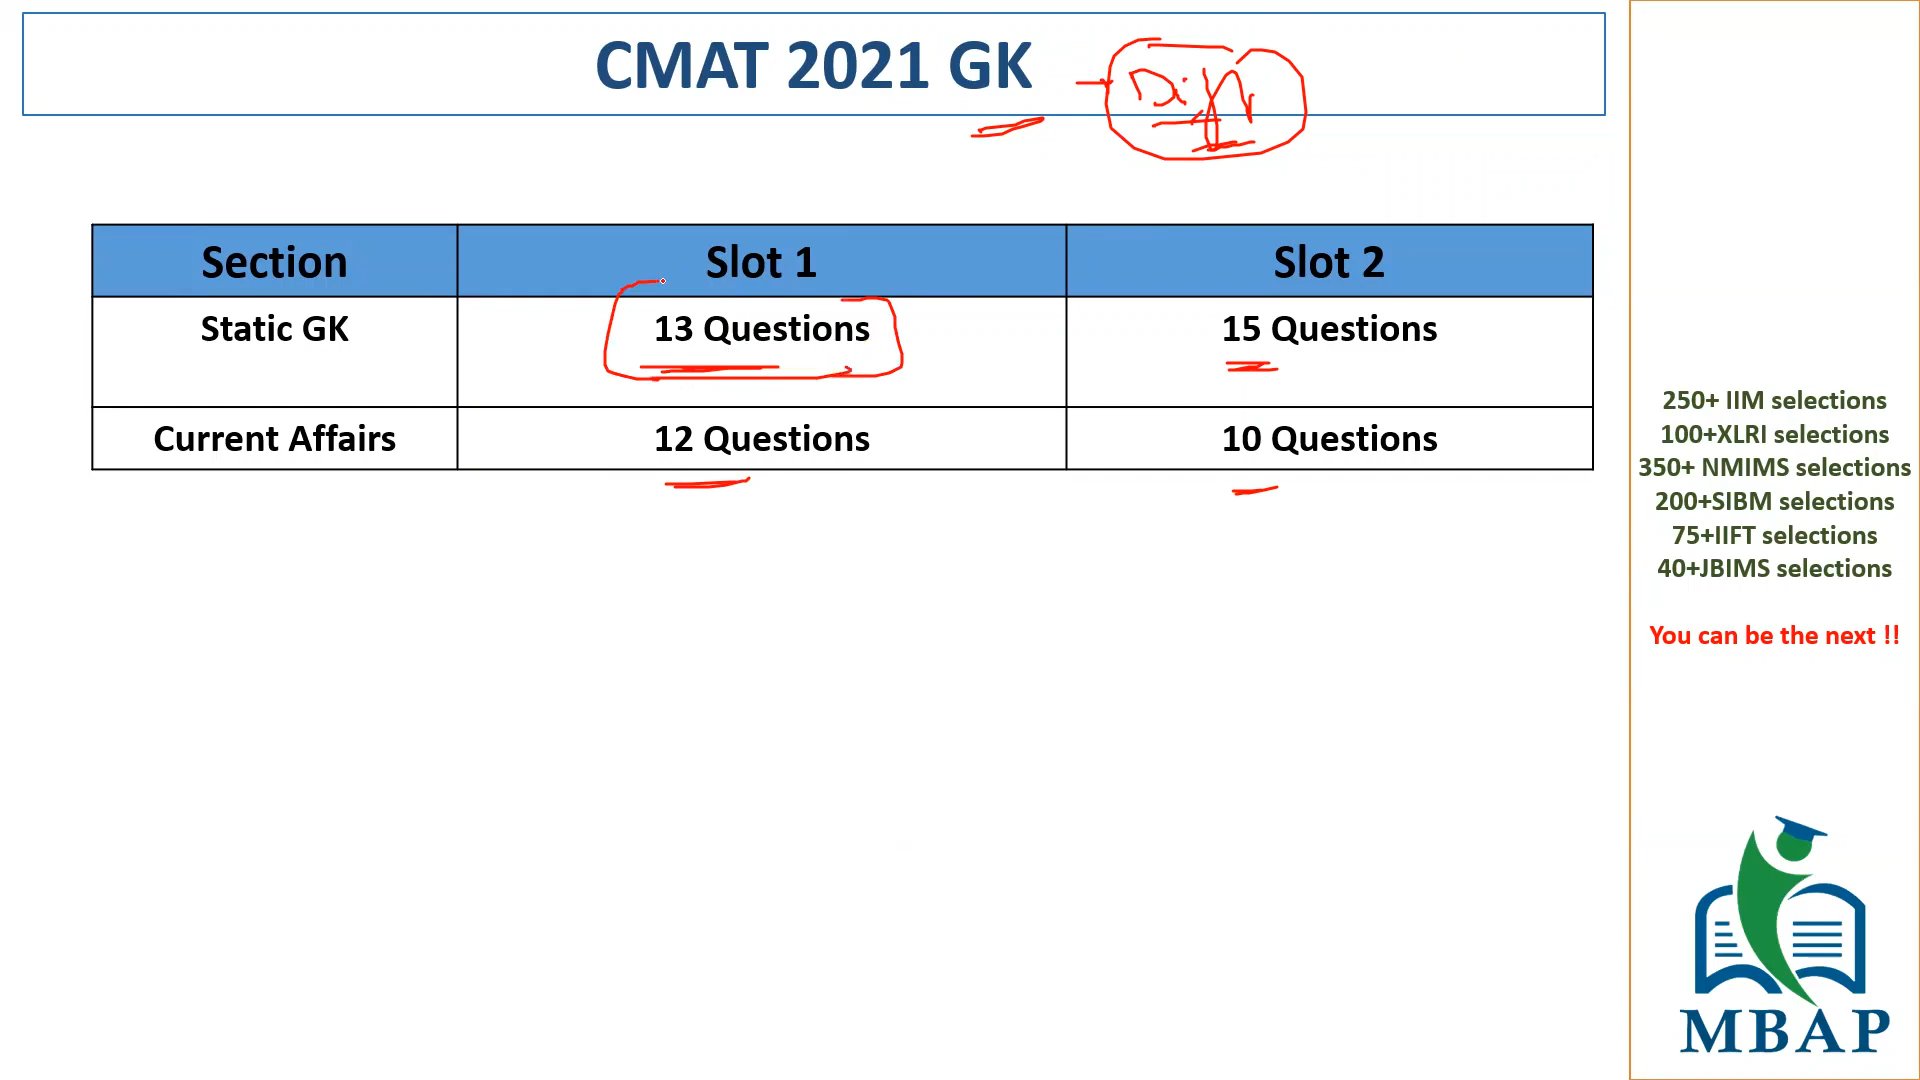 CMAT 2021 GK
Section Slot 1 Slot 2
Static GK 13 Questions 15 Questions
Current Affairs 12 Questions 10 Questions
250+ IIM selections
100+XLRI selections
350+ NMIMS selections
200+SIBM selections
75+IIFT selections
40+JBIMS selections
You can be the next !!
MBAP